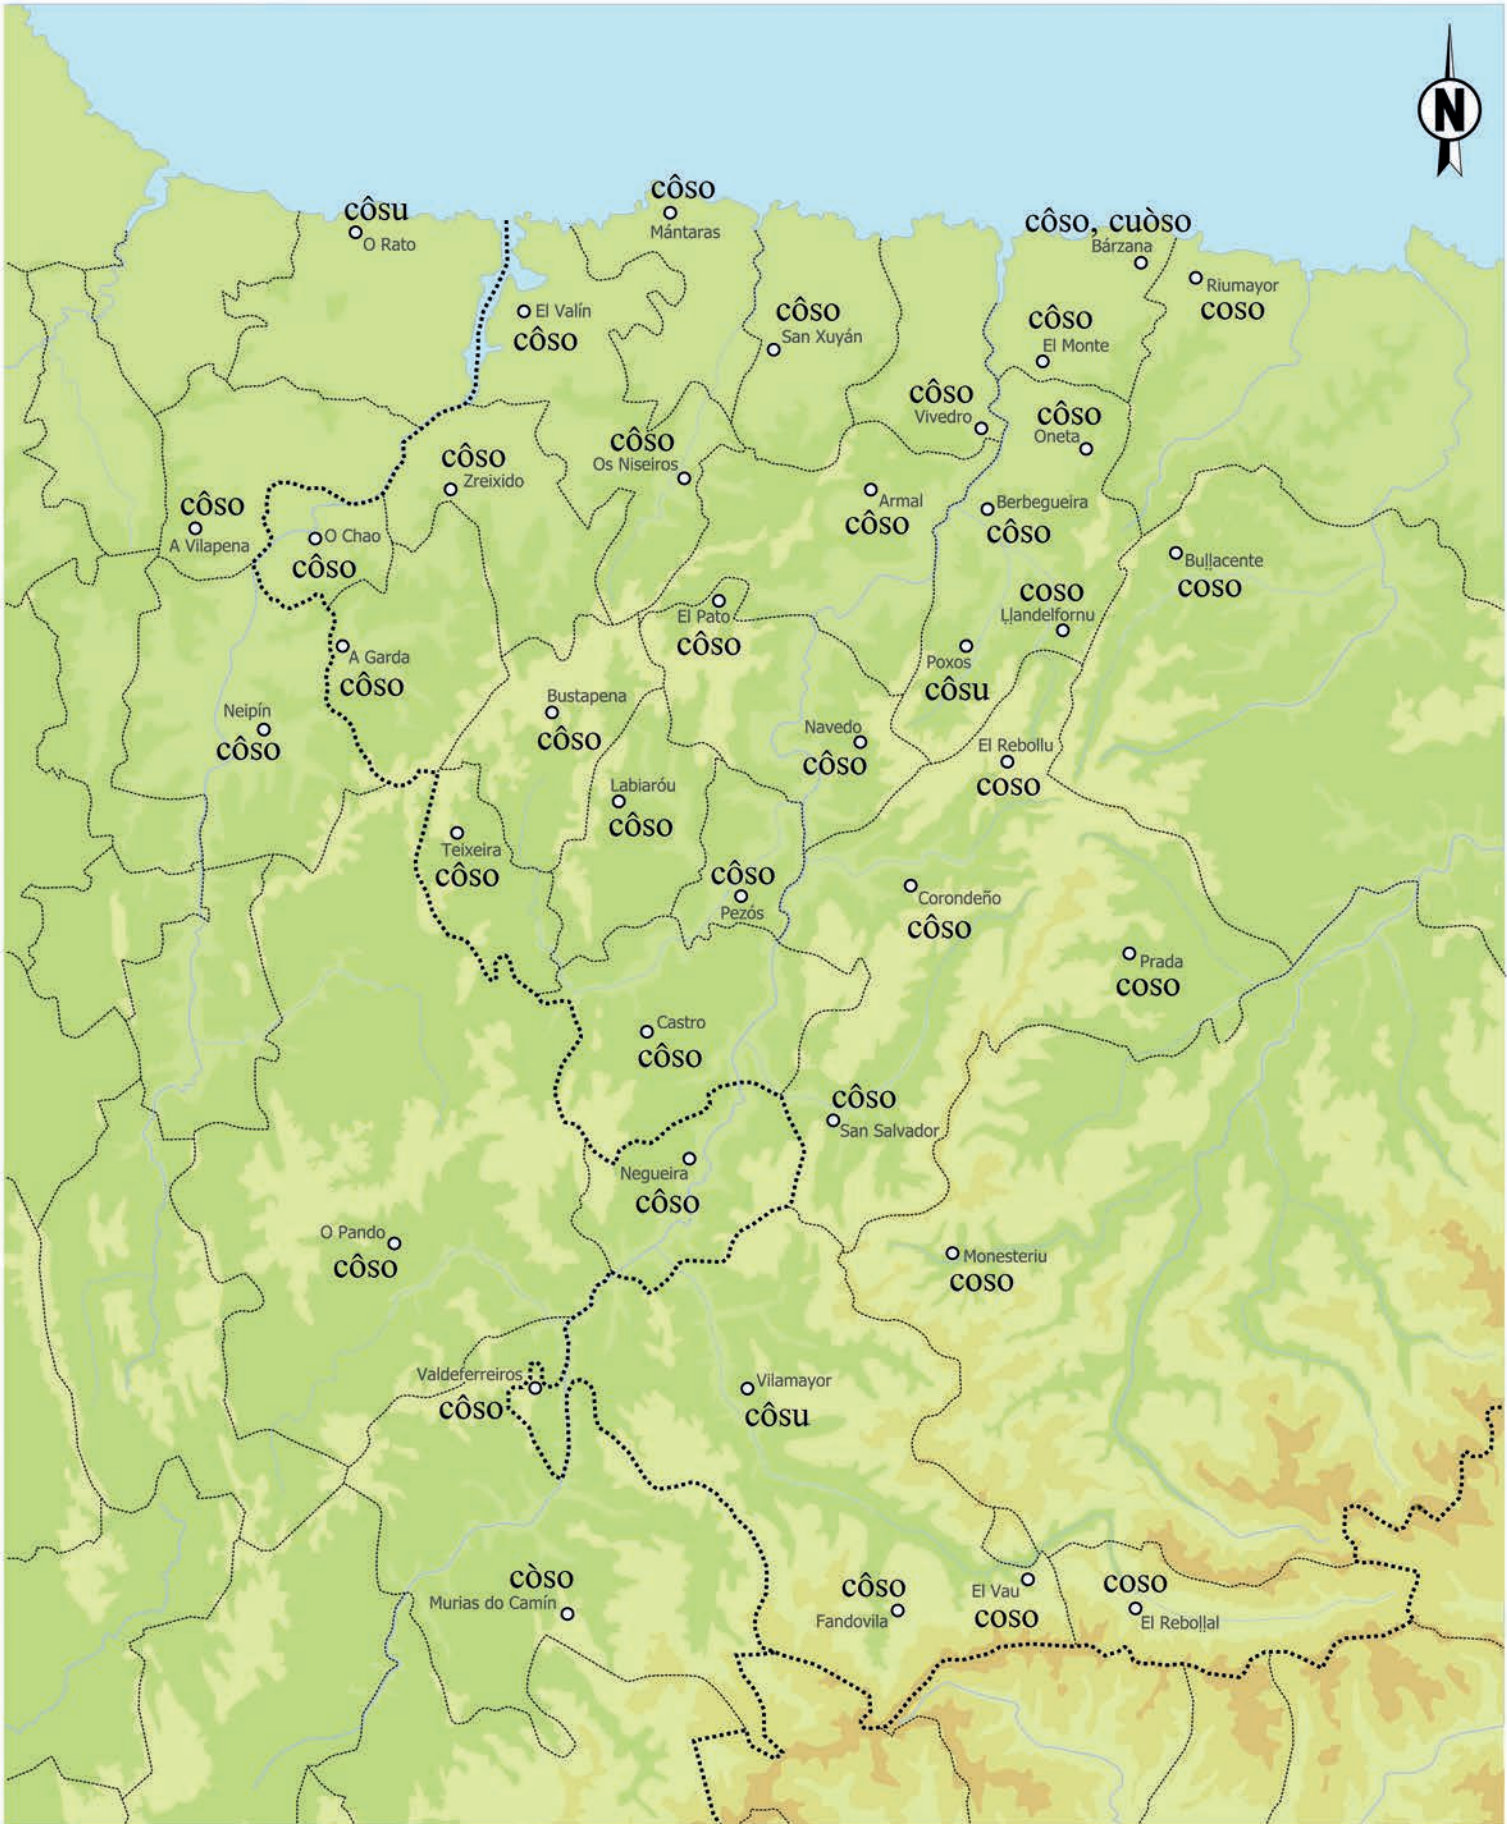 N
côso
Mántaras
côsu
O Rato
côso, cuòso
Bárzana
Riumayor
coso
El Valín
côso
côso
San Xuyán
côso
El Monte
côso
Vivedro
côso
Oneta
côso
Os Niseiros
côso
Zreixido
côso
A Vilapena
Armal
côso
Berbegueira
côso
O Chao
côso
Buḷḷacente
coso
coso
Ḷḷandelfornu
El Pato
côso
A Garda
côso
Poxos
côsu
Bustapena
côso
Neipín
côso
Navedo
côso
El Rebollu
coso
Labiaróu
côso
Teixeira
côso
côso
Pezós
Corondeño
côso
Prada
coso
Castro
côso
côso
San Salvador
Negueira
côso
O Pando
côso
Monesteriu
coso
Valdeferreiros
côso
Vilamayor
côsu
còso
Murias do Camín
côso
Fandovila
El Vau
coso
coso
El Reboḷḷal